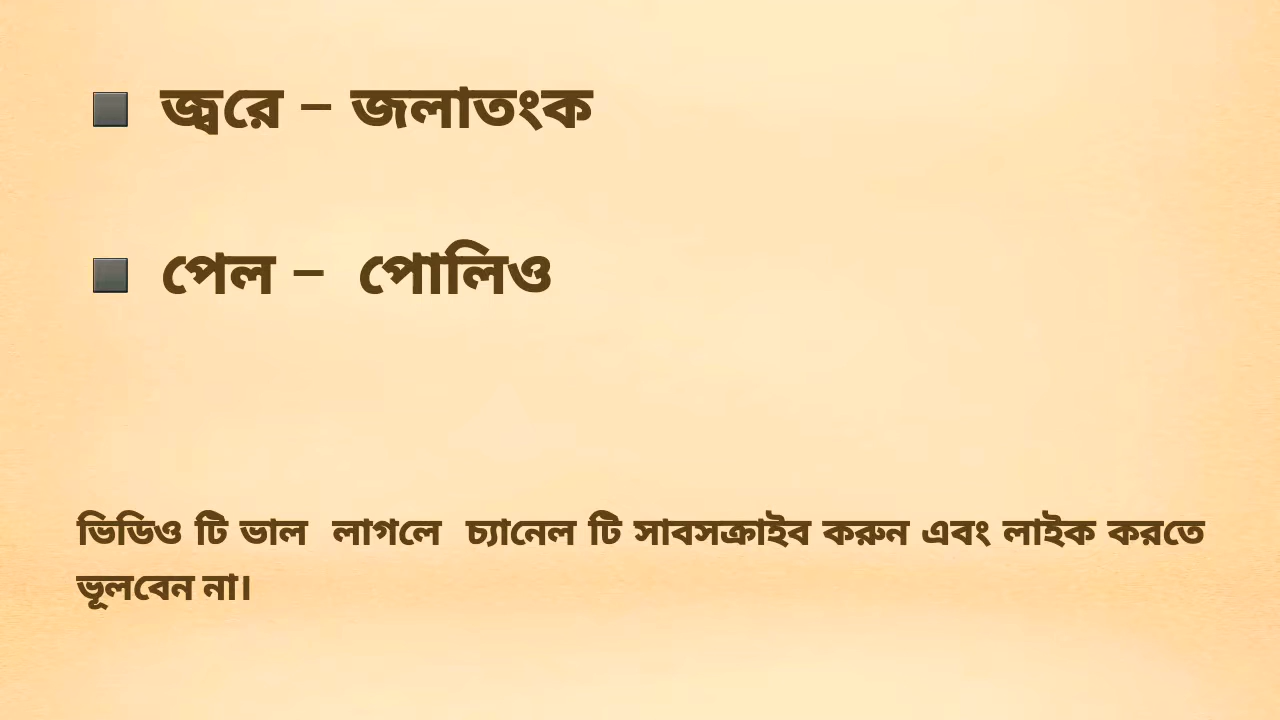 জ্বরে – জলাতংক
পেল – পোলিও
ভিডিও টি ভাল লাগলে চ্যানেল টি সাবসক্রাইব করুন এবং লাইক করতে
ভূলবেন না।